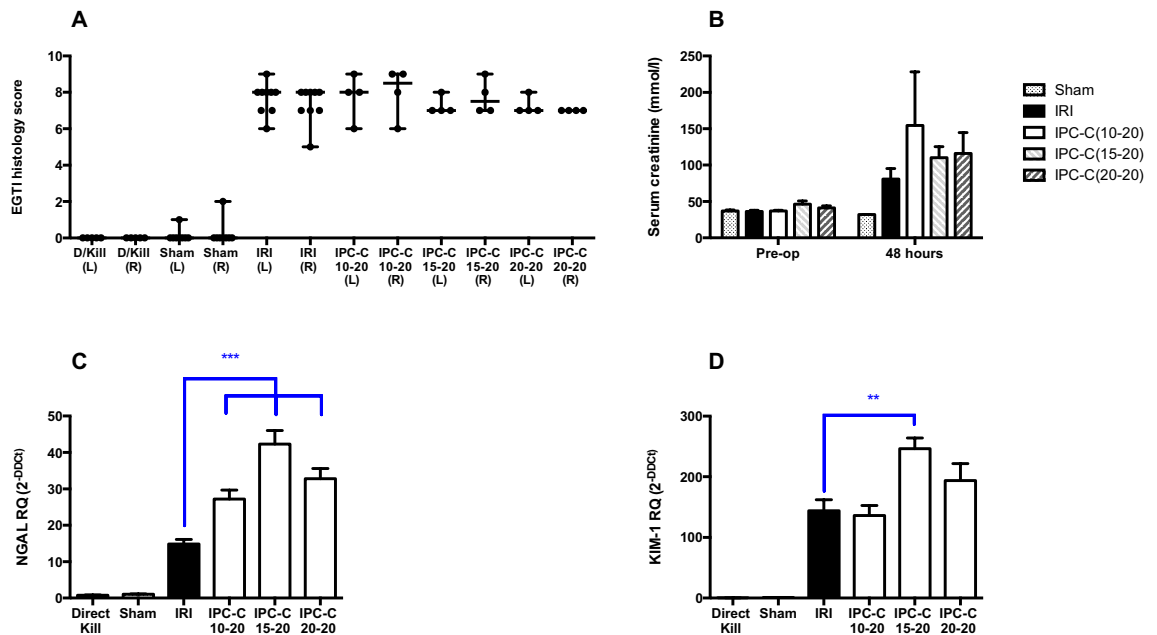 A
EGTI histology score
10
8
6
4
2
0
D/Kill (L)
D/Kill (R)
Sham (L)
Sham (R)
IRI (L)
IRI (R)
IPC-C 10-20 (L)
IPC-C 10-20 (R)
IPC-C 15-20 (L)
IPC-C 15-20 (R)
IPC-C 20-20 (L)
IPC-C 20-20 (R)
B
Serum creatinine (mmol/l)
250
200
150
100
50
0
Pre-op
48 hours
Sham
IRI
IPC-C(10-20)
IPC-C(15-20)
IPC-C(20-20)
C
***
NGAL RQ (2-DDCt)
50
40
30
20
10
0
Direct Kill
Sham
IRI
IPC-C 10-20
IPC-C 15-20
IPC-C 20-20
D
**
KIM-1 RQ (2-DDCt)
300
200
100
0
Direct Kill
Sham
IRI
IPC-C 10-20
IPC-C 15-20
IPC-C 20-20